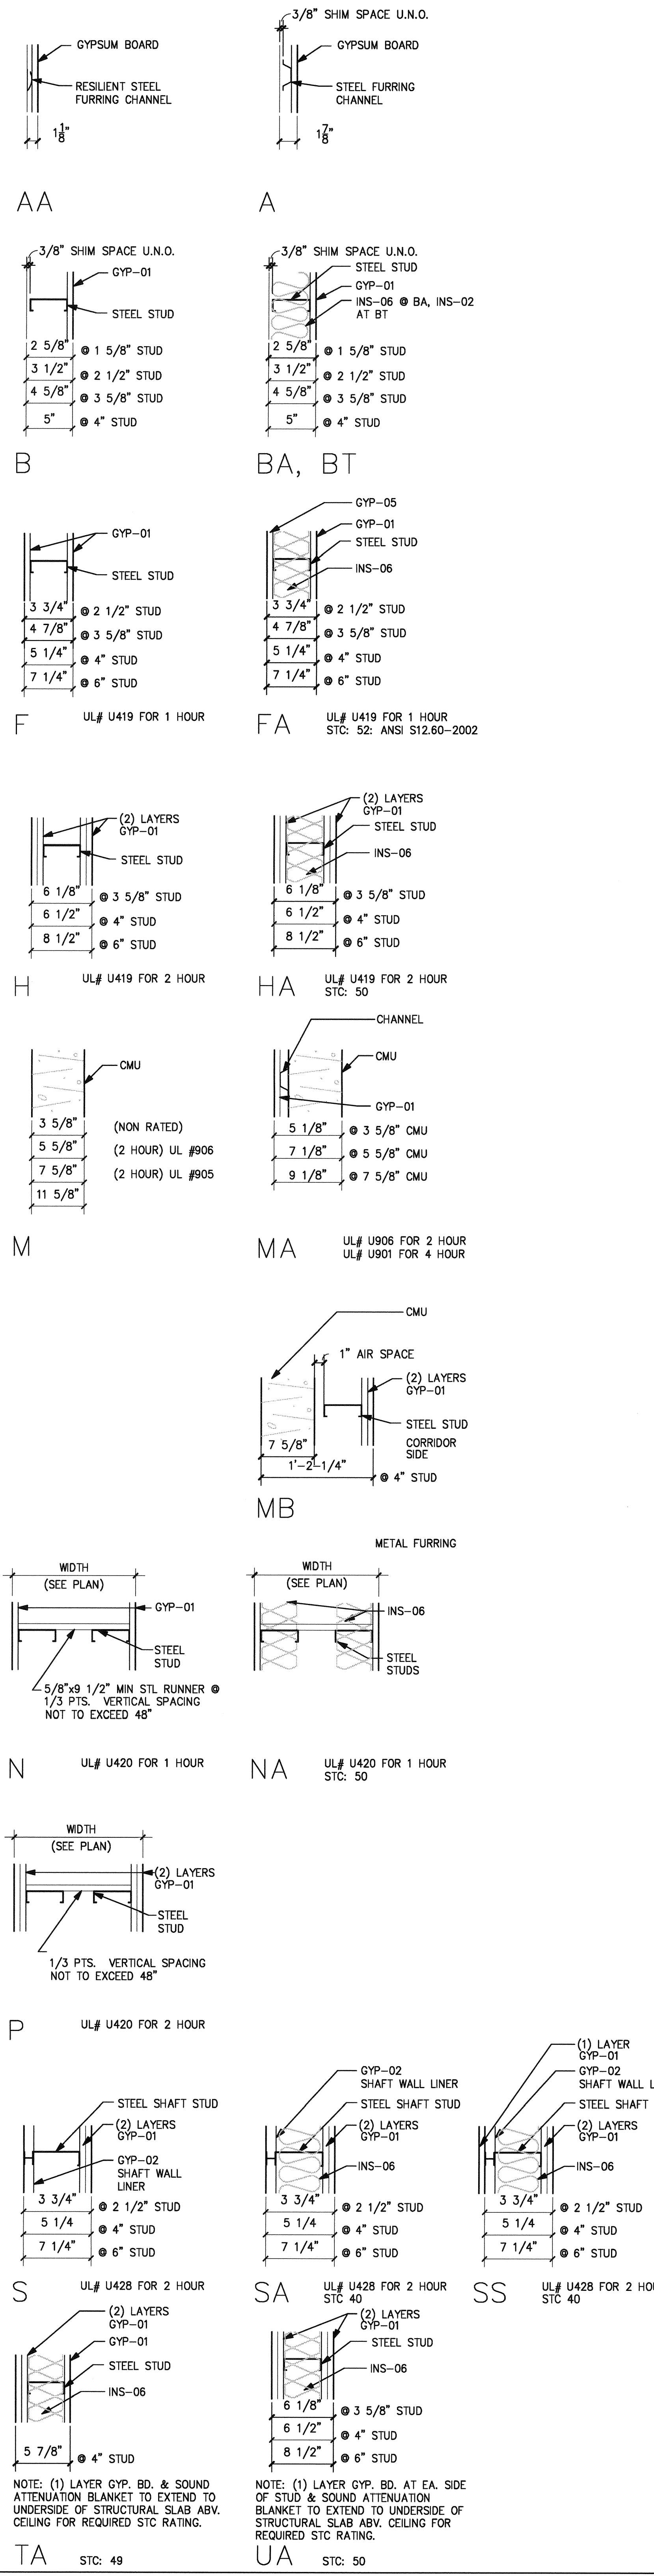 3/8" SHIM SPACE U.N.O.
GYPSUM BOARD
RESILIENT STEEL
FURRING CHANNEL
1 1/8"
AA
GYPSUM BOARD
STEEL FURRING
CHANNEL
1 7/8"
A
3/8" SHIM SPACE U.N.O.
GYP-01
STEEL STUD
2 5/8" @ 1 5/8" STUD
3 1/2" @ 2 1/2" STUD
4 5/8" @ 3 5/8" STUD
5" @ 4" STUD
B
3/8" SHIM SPACE U.N.O.
STEEL STUD
GYP-01
INS-06 @ BA, INS-02
AT BT
2 5/8" @ 1 5/8" STUD
3 1/2" @ 2 1/2" STUD
4 5/8" @ 3 5/8" STUD
5" @ 4" STUD
BA, BT
GYP-01
STEEL STUD
3 3/4" @ 2 1/2" STUD
4 7/8" @ 3 5/8" STUD
5 1/4" @ 4" STUD
7 1/4" @ 6" STUD
F
UL# U419 FOR 1 HOUR
GYP-05
GYP-01
STEEL STUD
INS-06
3 3/4" @ 2 1/2" STUD
4 7/8" @ 3 5/8" STUD
5 1/4" @ 4" STUD
7 1/4" @ 6" STUD
FA
UL# U419 FOR 1 HOUR
STC: 52: ANSI S12.60-2002
(2) LAYERS
GYP-01
STEEL STUD
6 1/8" @ 3 5/8" STUD
6 1/2" @ 4" STUD
8 1/2" @ 6" STUD
H
UL# U419 FOR 2 HOUR
(2) LAYERS
GYP-01
STEEL STUD
INS-06
6 1/8" @ 3 5/8" STUD
6 1/2" @ 4" STUD
8 1/2" @ 6" STUD
HA
UL# U419 FOR 2 HOUR
STC: 50
CMU
3 5/8" (NON RATED)
5 5/8" (2 HOUR) UL #906
7 5/8" (2 HOUR) UL #905
11 5/8"
M
CHANNEL
CMU
GYP-01
5 1/8" @ 3 5/8" CMU
7 1/8" @ 5 5/8" CMU
9 1/8" @ 7 5/8" CMU
MA
UL# U906 FOR 2 HOUR
UL# U901 FOR 4 HOUR
CMU
1" AIR SPACE
(2) LAYERS
GYP-01
STEEL STUD
CORRIDOR
SIDE
7 5/8"
1'-2-1/4" @ 4" STUD
MB
METAL FURRING
WIDTH
(SEE PLAN)
GYP-01
STEEL
STUD
5/8"x9 1/2" MIN STL RUNNER @
1/3 PTS. VERTICAL SPACING
NOT TO EXCEED 48"
N
UL# U420 FOR 1 HOUR
WIDTH
(SEE PLAN)
INS-06
STEEL
STUDS
NA
UL# U420 FOR 1 HOUR
STC: 50
WIDTH
(SEE PLAN)
(2) LAYERS
GYP-01
STEEL
STUD
1/3 PTS. VERTICAL SPACING
NOT TO EXCEED 48"
P
UL# U420 FOR 2 HOUR
STEEL SHAFT STUD
(2) LAYERS
GYP-01
GYP-02
SHAFT WALL
LINER
3 3/4" @ 2 1/2" STUD
5 1/4 @ 4" STUD
7 1/4" @ 6" STUD
S
UL# U428 FOR 2 HOUR
GYP-02
SHAFT WALL LINER
STEEL SHAFT STUD
(2) LAYERS
GYP-01
INS-06
3 3/4" @ 2 1/2" STUD
5 1/4 @ 4" STUD
7 1/4" @ 6" STUD
SA
UL# U428 FOR 2 HOUR
STC 40
(1) LAYER
GYP-01
GYP-02
SHAFT WALL L
STEEL SHAFT
(2) LAYERS
GYP-01
INS-06
3 3/4" @ 2 1/2" STUD
5 1/4 @ 4" STUD
7 1/4" @ 6" STUD
SS
UL# U428 FOR 2 HO
STC 40
(2) LAYERS
GYP-01
GYP-01
STEEL STUD
INS-06
5 7/8" @ 4" STUD
NOTE: (1) LAYER GYP. BD. & SOUND
ATTENUATION BLANKET TO EXTEND TO
UNDERSIDE OF STRUCTURAL SLAB ABV.
CEILING FOR REQUIRED STC RATING.
TA
STC: 49
(2) LAYERS
GYP-01
STEEL STUD
INS-06
6 1/8" @ 3 5/8" STUD
6 1/2" @ 4" STUD
8 1/2" @ 6" STUD
NOTE: (1) LAYER GYP. BD. AT EA. SIDE
OF STUD & SOUND ATTENUATION
BLANKET TO EXTEND TO UNDERSIDE OF
STRUCTURAL SLAB ABV. CEILING FOR
REQUIRED STC RATING.
UA
STC: 50